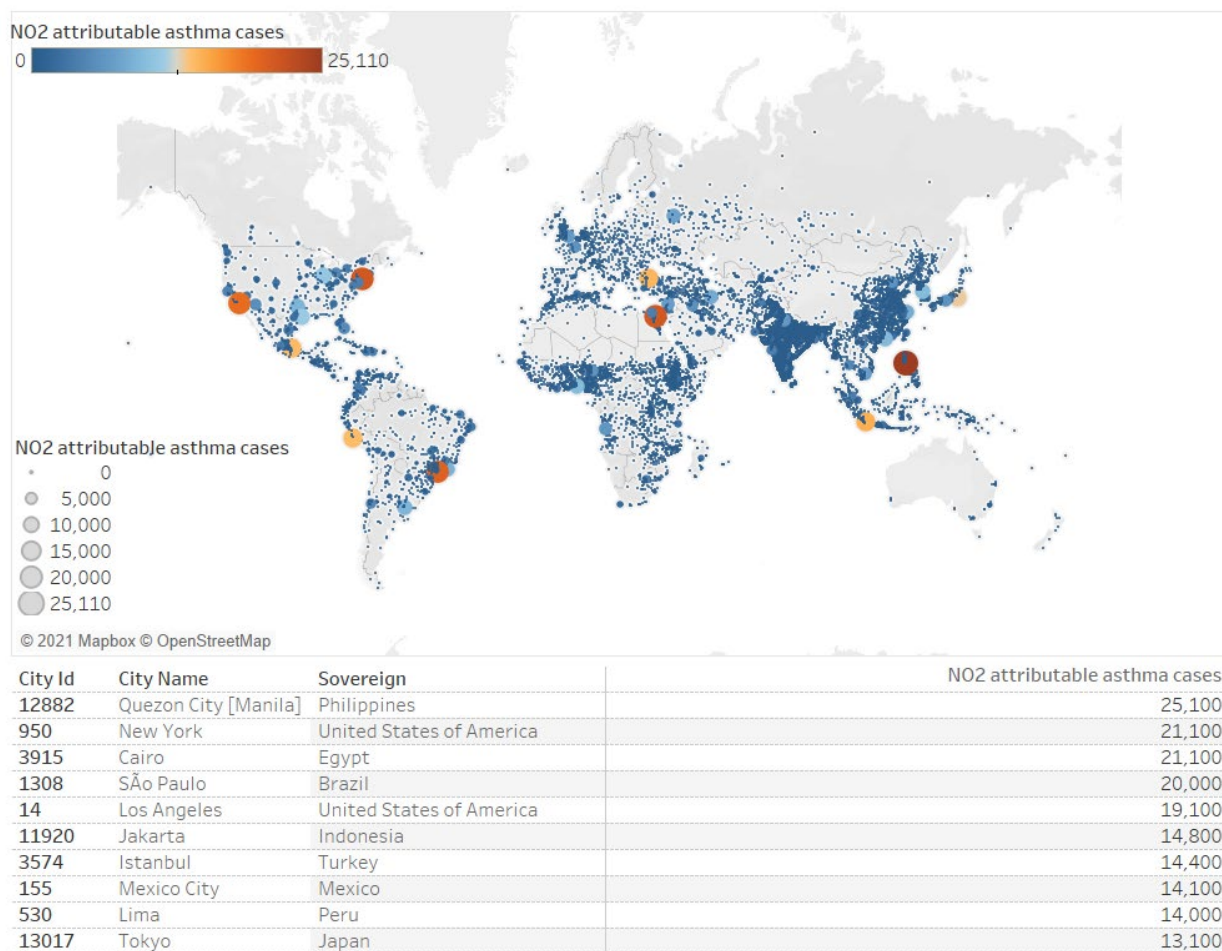 NO2 attributable asthma cases
0 25,110
NO2 attributable asthma cases
0
5,000
10,000
15,000
20,000
25,110
© 2021 Mapbox © OpenStreetMap
City Id City Name Sovereign NO2 attributable asthma cases
12882 Quezon City [Manila] Philippines 25,100
950 New York United States of America 21,100
3915 Cairo Egypt 21,100
1308 SÃo Paulo Brazil 20,000
14 Los Angeles United States of America 19,100
11920 Jakarta Indonesia 14,800
3574 Istanbul Turkey 14,400
155 Mexico City Mexico 14,100
530 Lima Peru 14,000
13017 Tokyo Japan 13,100